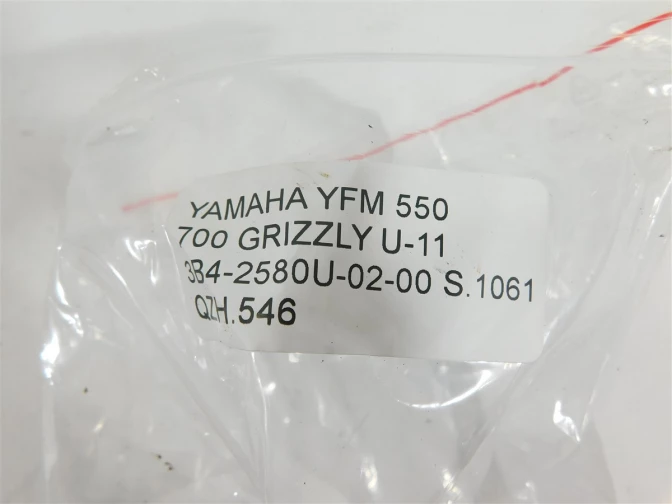 YAMAHA YFM 550
700 GRIZZLY U-11
3B4-2580U-02-00 S.1061
QZH.546